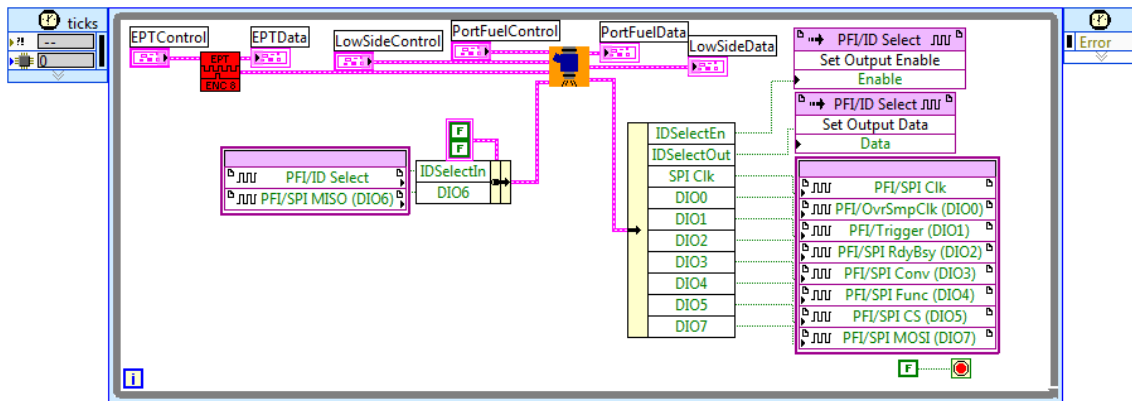 ticks
?!
--
0
EPTControl
EPTData
LowSideControl
PortFuelControl
PortFuelData
LowSideData
EPT
ENC 8
PFI/ID Select
Set Output Enable
Enable
PFI/ID Select
Set Output Data
Data
Error
F
F
PFI/ID Select
PFI/SPI MISO (DIO6)
IDSelectIn
DIO6
IDSelectEn
IDSelectOut
SPI Clk
DIO0
DIO1
DIO2
DIO3
DIO4
DIO5
DIO7
PFI/SPI Clk
PFI/OvrSmpClk (DIO0)
PFI/Trigger (DIO1)
PFI/SPI RdyBsy (DIO2)
PFI/SPI Conv (DIO3)
PFI/SPI Func (DIO4)
PFI/SPI CS (DIO5)
PFI/SPI MOSI (DIO7)
F
i